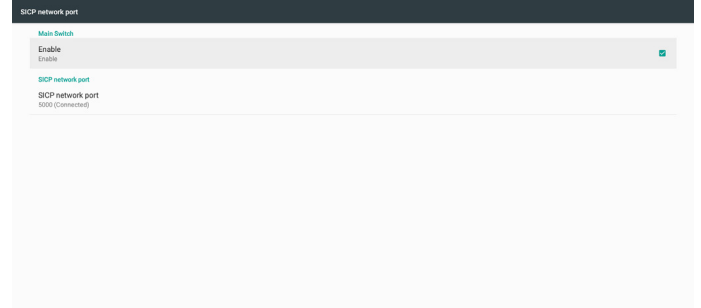 SICP network port
Main Switch
Enable
Enable
SICP network port
SICP network port
5000 (Connected)